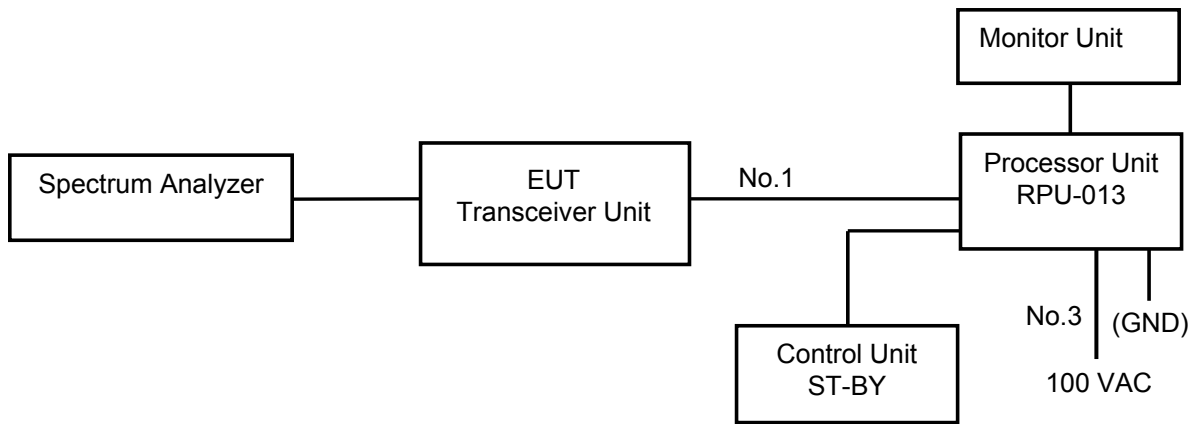 Monitor Unit
Spectrum Analyzer
EUT
Transceiver Unit
No.1
Processor Unit
RPU-013
Control Unit
ST-BY
No.3
(GND)
100 VAC